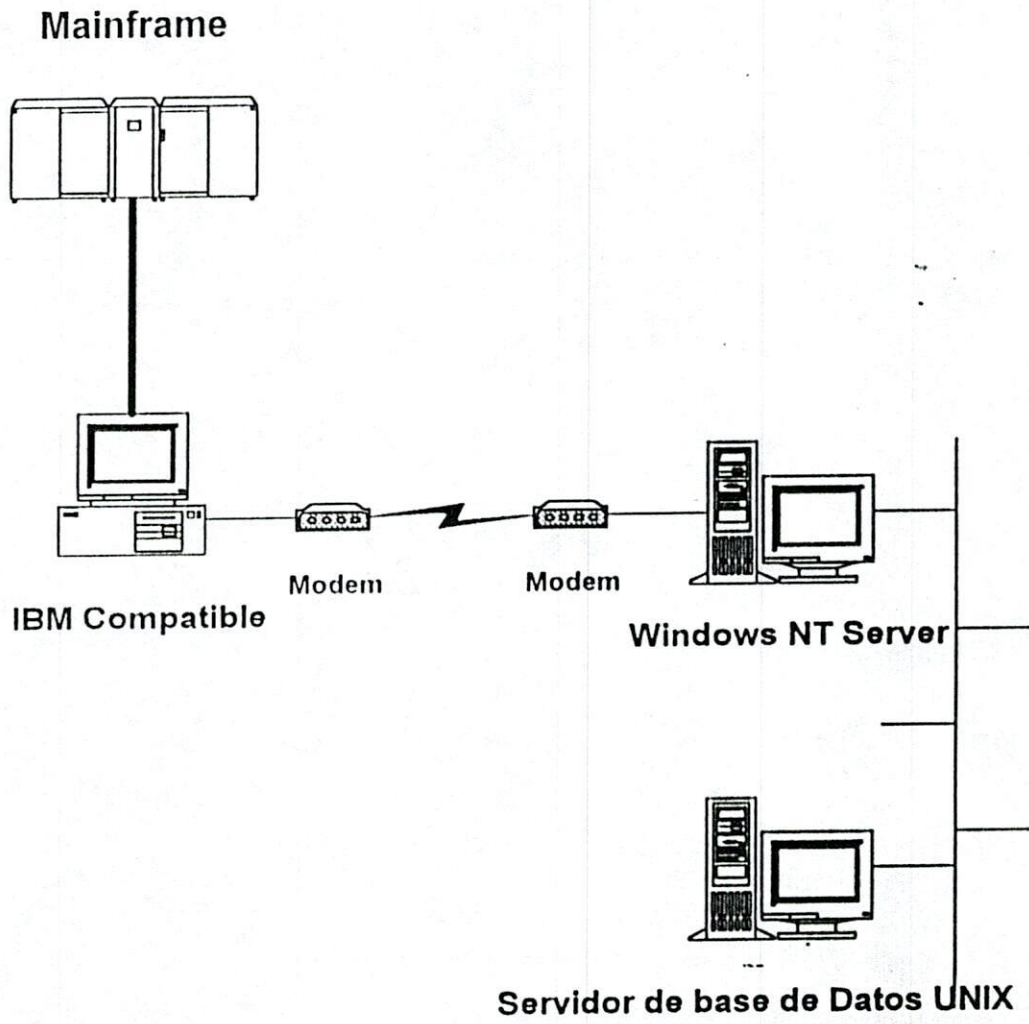 Mainframe
Modem
Modem
IBM Compatible
Windows NT Server
Servidor de base de Datos UNIX